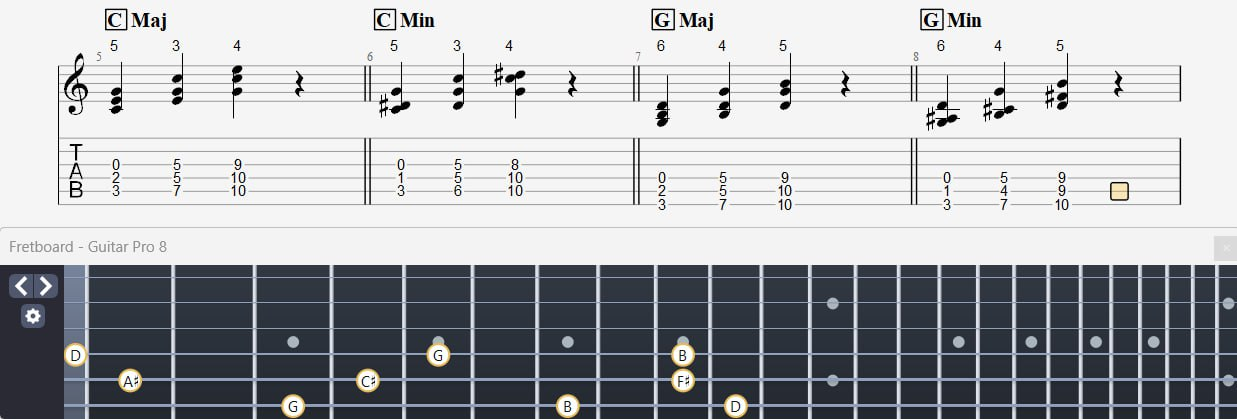 C Maj C Min G Maj G Min
5 3 4 5 3 4 6 4 5 6 4 5
5 6 7 8
T 0 5 9 0 5 8
A 2 5 10 1 5 10 0 5 9 0 5 9
B 3 7 10 3 6 10 2 5 10 1 4 9
3 7 10 3 7 10
Fretboard - Guitar Pro 8 ×
D G B
A♯ C♯ F♯
G B D